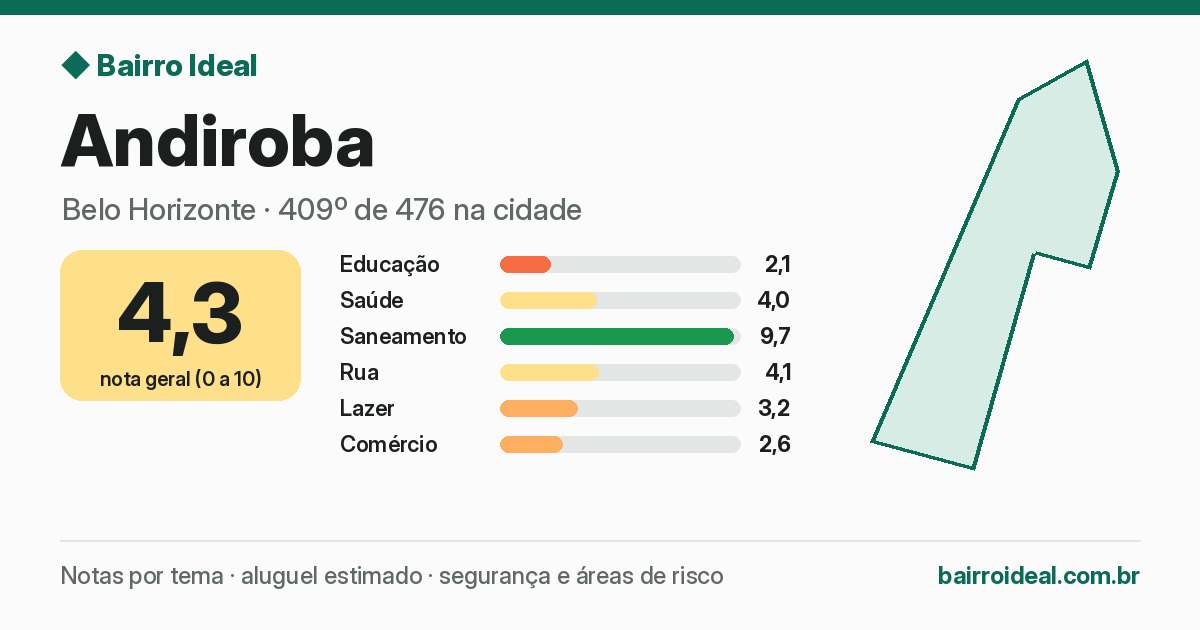 Bairro Ideal
Andiroba
Belo Horizonte · 409º de 476 na cidade
4,3
nota geral (0 a 10)
Educação 2,1
Saúde 4,0
Saneamento 9,7
Rua 4,1
Lazer 3,2
Comércio 2,6
Notas por tema · aluguel estimado · segurança e áreas de risco
bairroideal.com.br